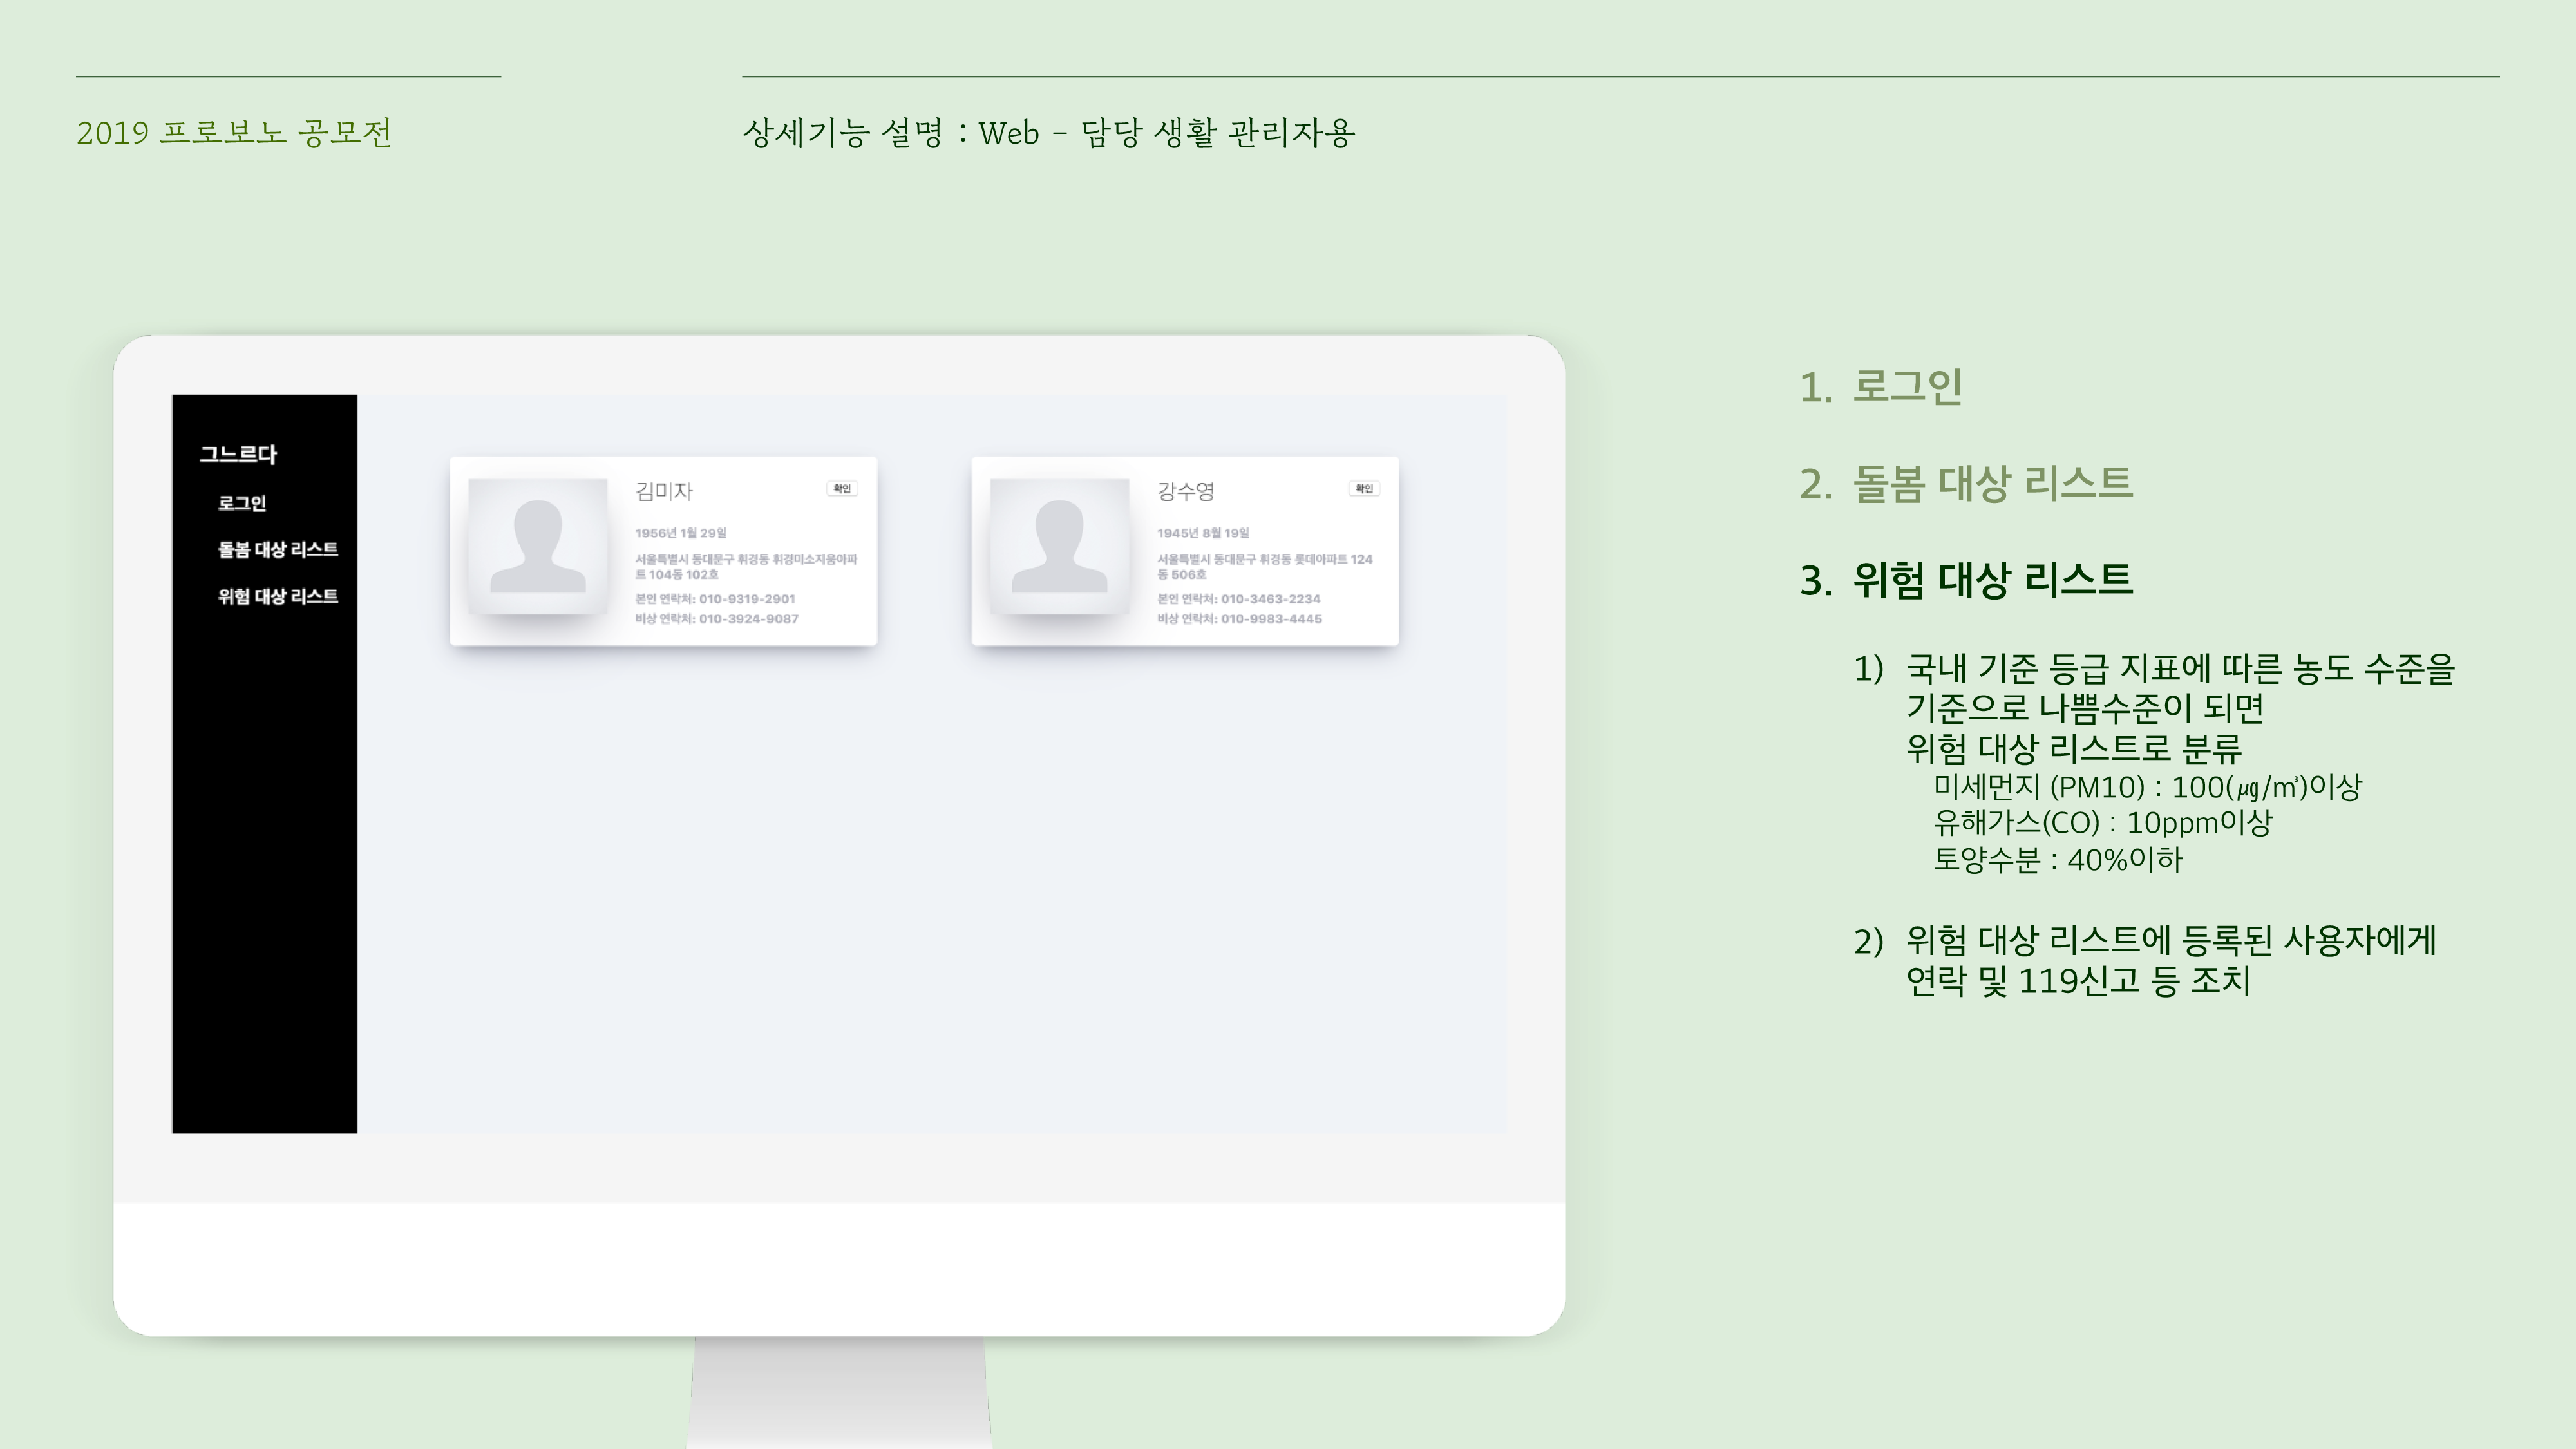 2019 프로보노 공모전
상세기능 설명 : Web – 담당 생활 관리자용
그느르다
로그인
돌봄 대상 리스트
위험 대상 리스트
김미자
확인
1956년 1월 29일
서울특별시 동대문구 휘경동 휘경미소지움아파
트 104동 102호
본인 연락처: 010-9319-2901
비상 연락처: 010-3924-9087
강수영
확인
1945년 8월 19일
서울특별시 동대문구 휘경동 롯데아파트 124
동 506호
본인 연락처: 010-3463-2234
비상 연락처: 010-9983-4445
1. 로그인
2. 돌봄 대상 리스트
3. 위험 대상 리스트
1) 국내 기준 등급 지표에 따른 농도 수준을
기준으로 나쁨수준이 되면
위험 대상 리스트로 분류
미세먼지 (PM10) : 100(㎍/㎥)이상
유해가스(CO) : 10ppm이상
토양수분 : 40%이하
2) 위험 대상 리스트에 등록된 사용자에게
연락 및 119신고 등 조치